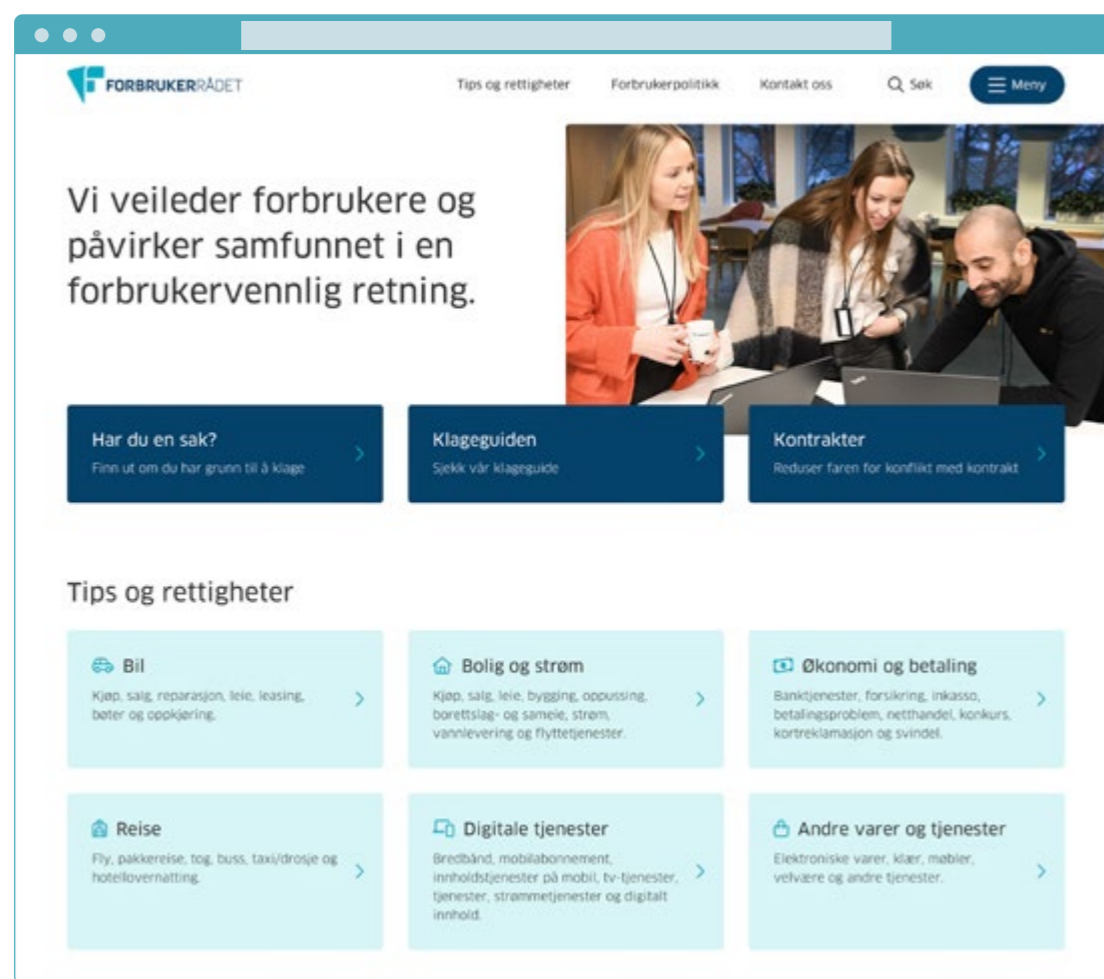 FORBRUKERRÅDET
Tips og rettigheter
Forbrukerpolitikk
Kontakt oss
Søk
Meny
Vi veileder forbrukere og
påvirker samfunnet i en
forbrukervennlig retning.
Har du en sak?
Finn ut om du har grunn til å klage
Klageguiden
Sjekk vår klageguide
Kontrakter
Reduser faren for konflikt med kontrakt
Tips og rettigheter
Bil
Kjøp, salg, reparasjon, leie, leasing,
bøter og oppkjøring.
Bolig og strøm
Kjøp, salg, leie, bygging, oppussing,
borettslag- og sameie, strøm,
vannlevering og flyttetjenester.
Økonomi og betaling
Banktjenester, forsikring, inkasso,
betalingsproblem, netthandel, konkurs,
kortreklamasjon og svindel.
Reise
Fly, pakkereise, tog, buss, taxi/drosje og
hotellovernatting.
Digitale tjenester
Bredbånd, mobilabonnement,
innholdstjenester på mobil, tv-tjenester,
tjenester, strømmetjenester og digitalt
innhold.
Andre varer og tjenester
Elektroniske varer, klær, møbler,
velvære og andre tjenester.